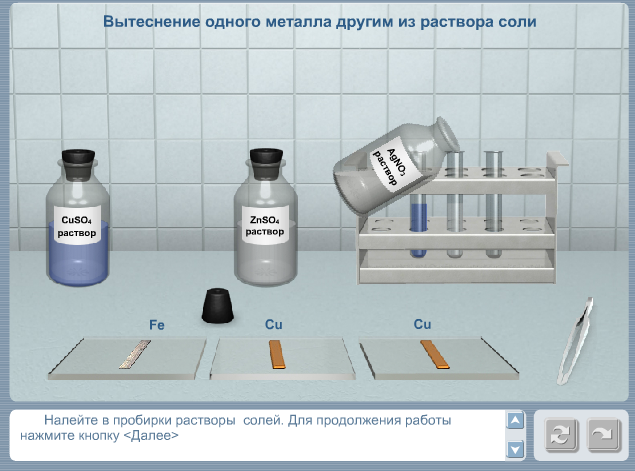 Вытеснение одного металла другим из раствора соли
AgNO₃
раствор
CuSO₄
раствор
ZnSO₄
раствор
Fe
Cu
Cu
Налейте в пробирки растворы солей. Для продолжения работы
нажмите кнопку <Далее>